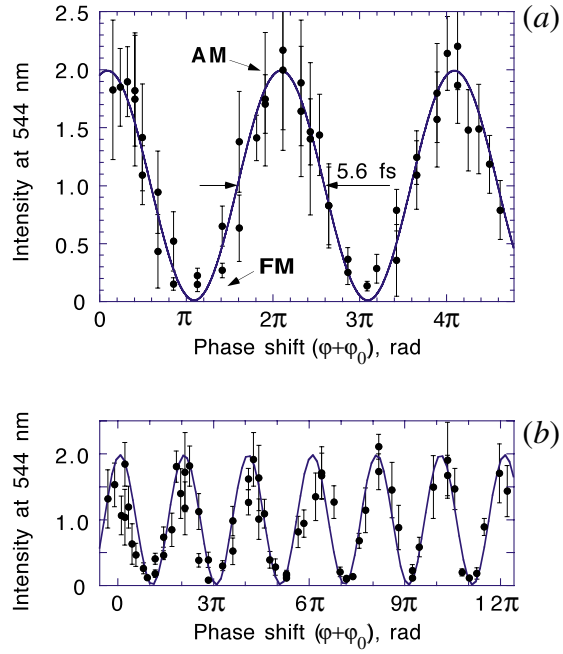 (a)
2.5
2.0
1.5
1.0
0.5
0
Intensity at 544 nm
AM
5.6 fs
FM
0 π 2π 3π 4π
Phase shift (φ+φ₀), rad
(b)
2.0
1.0
0
Intensity at 544 nm
0 3π 6π 9π 12π
Phase shift (φ+φ₀), rad